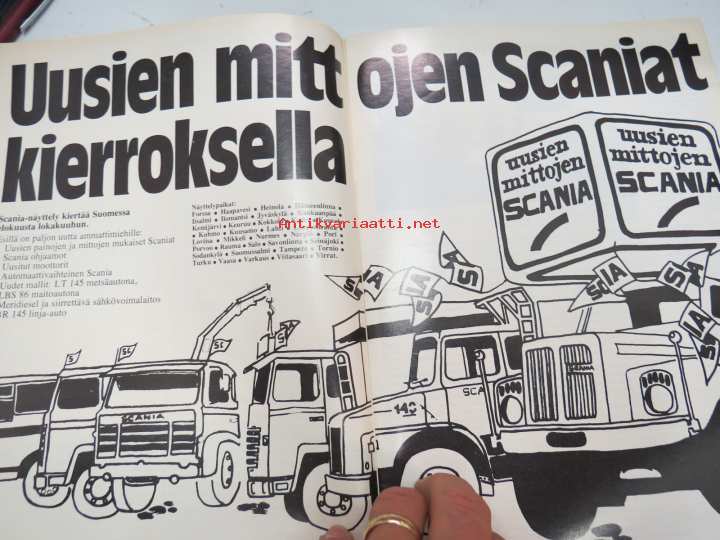 Uusien mittojen Scaniat
kierroksella
Scania-näyttely kiertää Suomessa
elokuusta lokakuuhun.
Esillä on paljon uutta ammattimiehille:
Uusien painojen ja mittojen mukaiset Scaniat
Scania ohjaamot
Uusitut moottorit
Automaattivaihteinen Scania
Uudet mallit: LT 145 metsäautona,
LBS 86 maitoautona
Meridiesel ja siirrettävä sähkövoimalaitos
BR 145 linja-auto
Näyttelypaikat:
Forssa • Haapavesi • Heinola • Hämeenlinna •
Iisalmi • Ilomantsi • Jyväskylä • Kankaanpää •
Kemijärvi • Keuruu • Kokkola
Kuhmo • Kuusamo •
Loviisa • Mikkeli • Nurmes • Pori •
Porvoo • Rauma • Salo • Savonlinna • Seinäjoki •
Sodankylä • Suomussalmi • Tampere • Tornio •
Turku • Vaasa • Varkaus • Viitasaari • Virrat.
Antikvariaatti.net
uusien
mittojen
SCANIA
uusien
mittojen
SCANIA
SCANIA
140
SCA
SCANIA